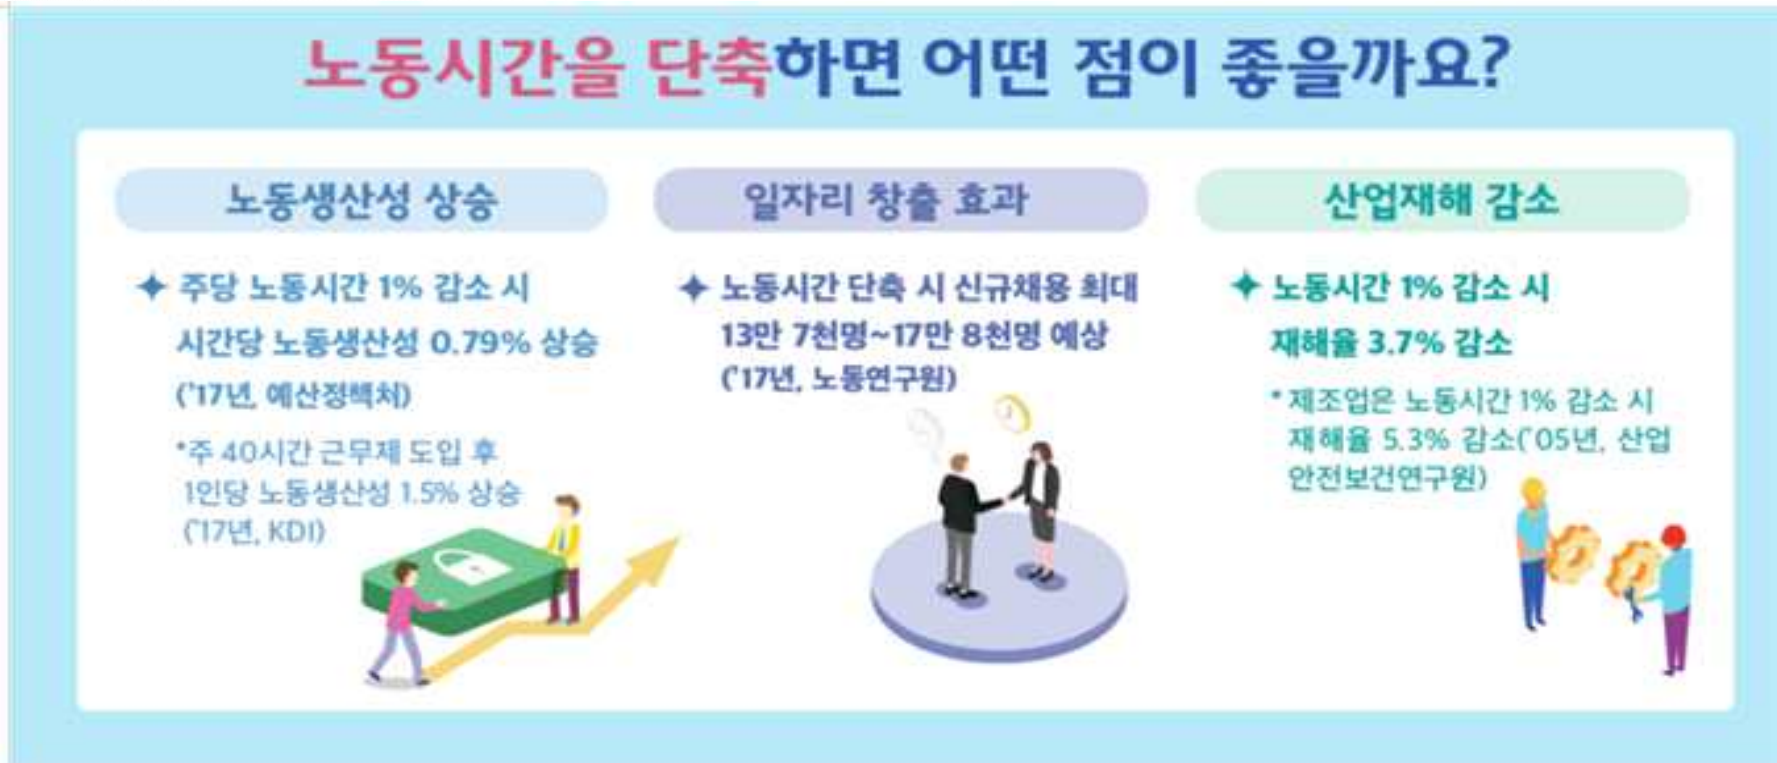 노동시간을 단축하면 어떤 점이 좋을까요?
노동생산성 상승
✦ 주당 노동시간 1% 감소 시
시간당 노동생산성 0.79% 상승
('17년, 예산정책처)
*주 40시간 근무제 도입 후
1인당 노동생산성 1.5% 상승
('17년, KDI)
일자리 창출 효과
✦ 노동시간 단축 시 신규채용 최대
13만 7천명~17만 8천명 예상
('17년, 노동연구원)
산업재해 감소
✦ 노동시간 1% 감소 시
재해율 3.7% 감소
* 제조업은 노동시간 1% 감소 시
재해율 5.3% 감소('05년, 산업
안전보건연구원)